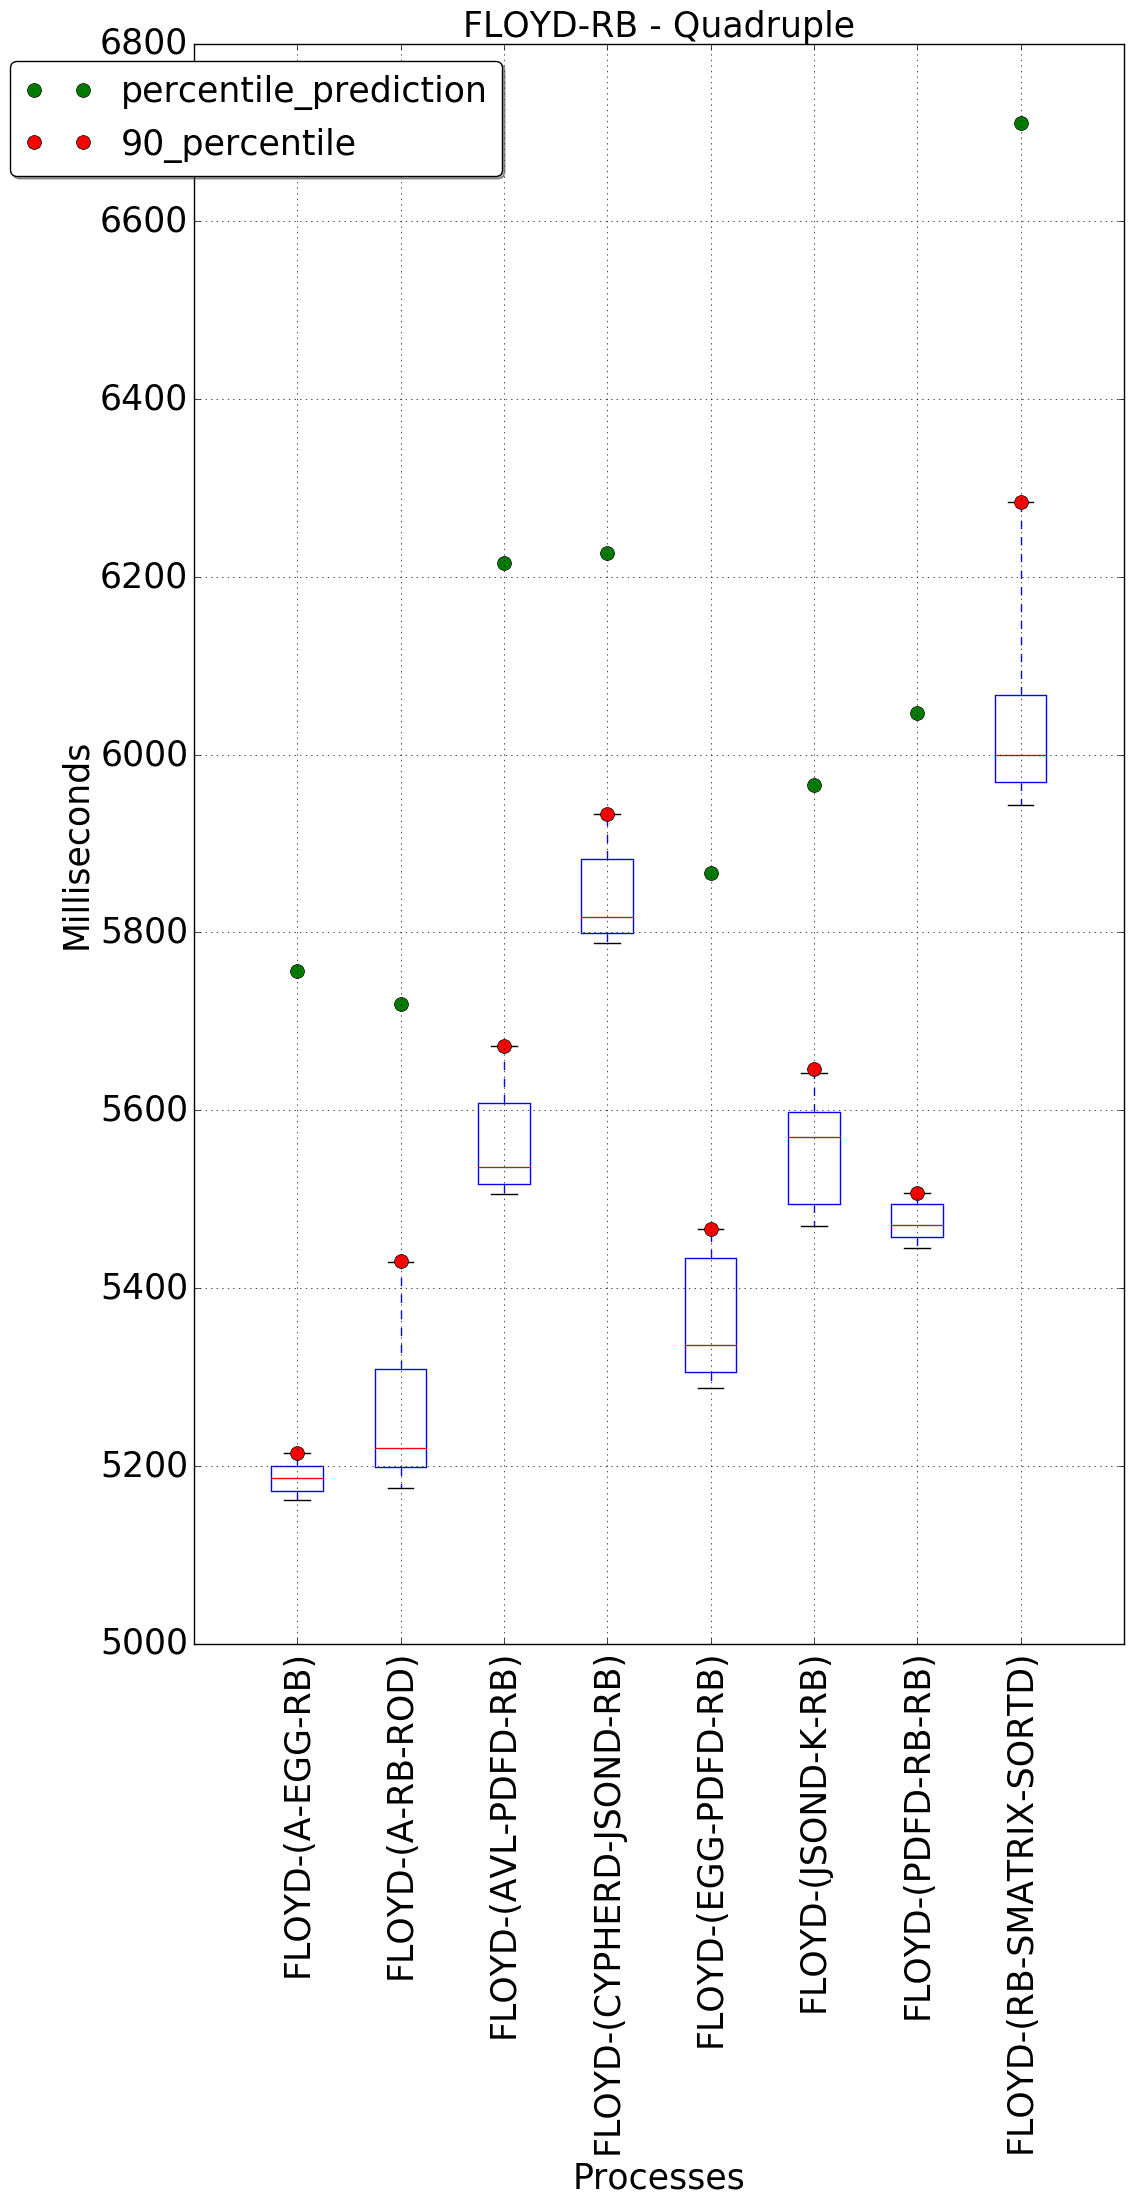 FLOYD-RB - Quadruple
percentile_prediction
90_percentile
6800
6600
6400
6200
6000
5800
5600
5400
5200
5000
Milliseconds
FLOYD-(A-EGG-RB)
FLOYD-(A-RB-ROD)
FLOYD-(AVL-PDFD-RB)
FLOYD-(CYPHERD-JSOND-RB)
FLOYD-(EGG-PDFD-RB)
FLOYD-(JSOND-K-RB)
FLOYD-(PDFD-RB-RB)
FLOYD-(RB-SMATRIX-SORTD)
Processes